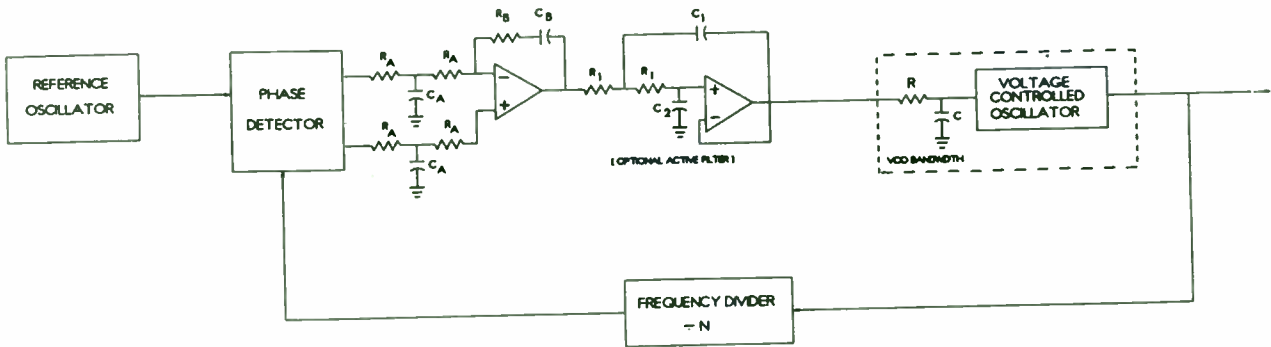 REFERENCE
OSCILLATOR
PHASE
DETECTOR
RA
RA
CA
RA
RA
CA
RB
CB
-
+
R1
R1
C1
C2
+
-
[ OPTIONAL ACTIVE FILTER ]
R
C
VOLTAGE
CONTROLLED
OSCILLATOR
VCO BANDWIDTH
FREQUENCY DIVIDER
÷ N